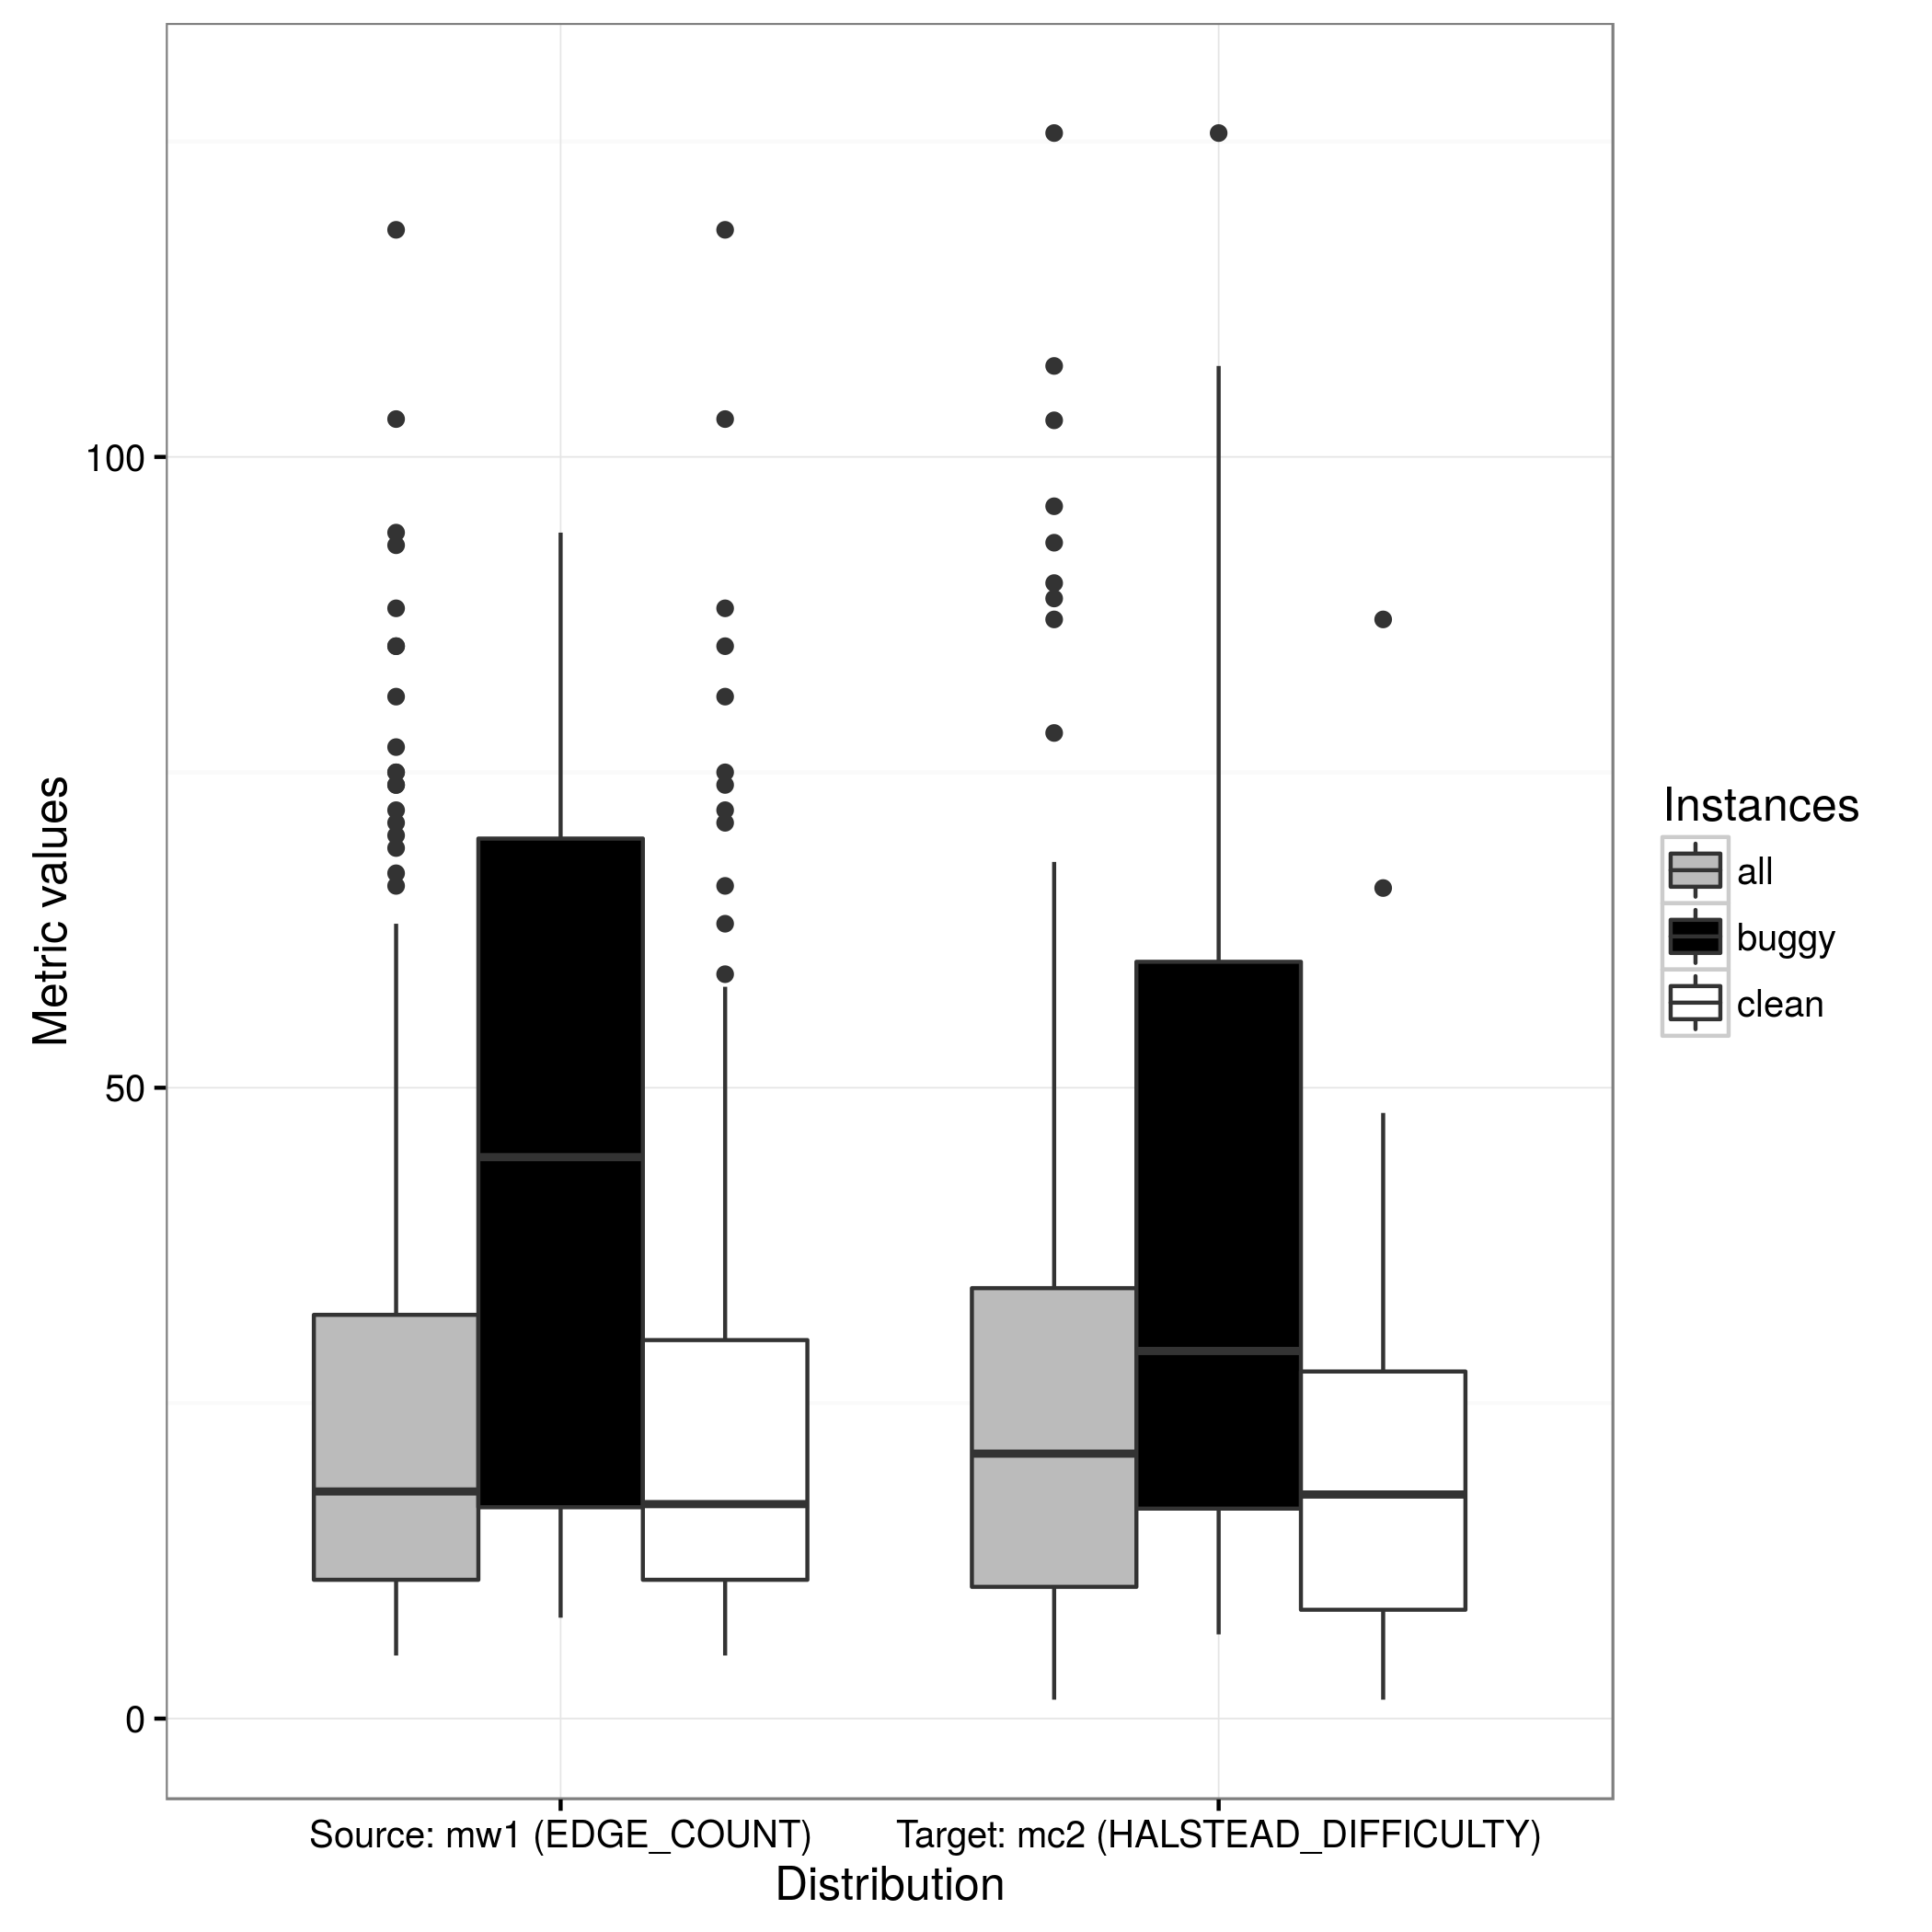 Metric values
100
50
0
Source: mw1 (EDGE_COUNT)
Target: mc2 (HALSTEAD_DIFFICULTY)
Distribution
Instances
all
buggy
clean